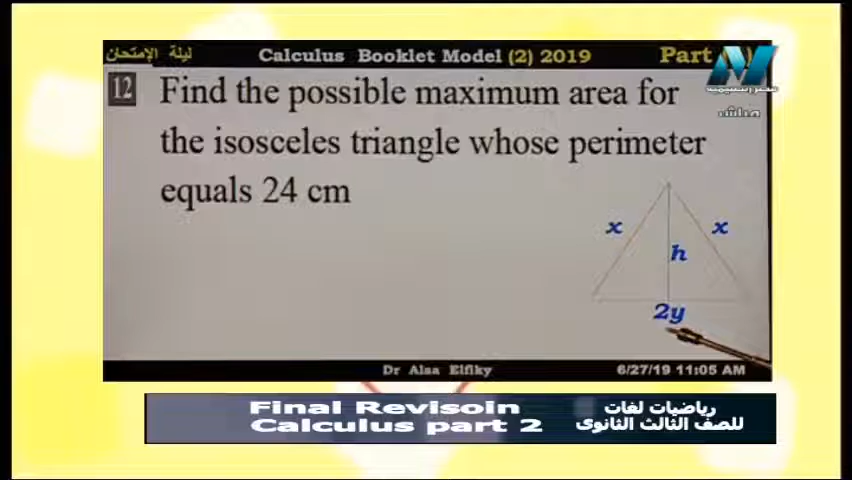 ليلة الإمتحان Calculus Booklet Model (2) 2019 Part
12 Find the possible maximum area for
the isosceles triangle whose perimeter
equals 24 cm
x x
h
2y
Dr Alaa Elfiky 6/27/19 11:05 AM
Final Revisoin رياضيات لغات
Calculus part 2 للصف الثالث الثانوى